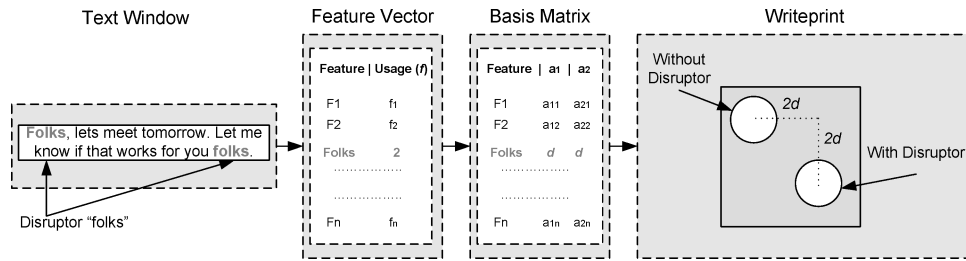 Text Window
Folks, lets meet tomorrow. Let me
know if that works for you folks.
Disruptor “folks”
Feature Vector
Feature | Usage (f)
F1 f1
F2 f2
Folks 2
Fn fn
Basis Matrix
Feature | a1 | a2
F1 a11 a21
F2 a12 a22
Folks d d
Fn a1n a2n
Writeprint
Without
Disruptor
2d
2d
With Disruptor